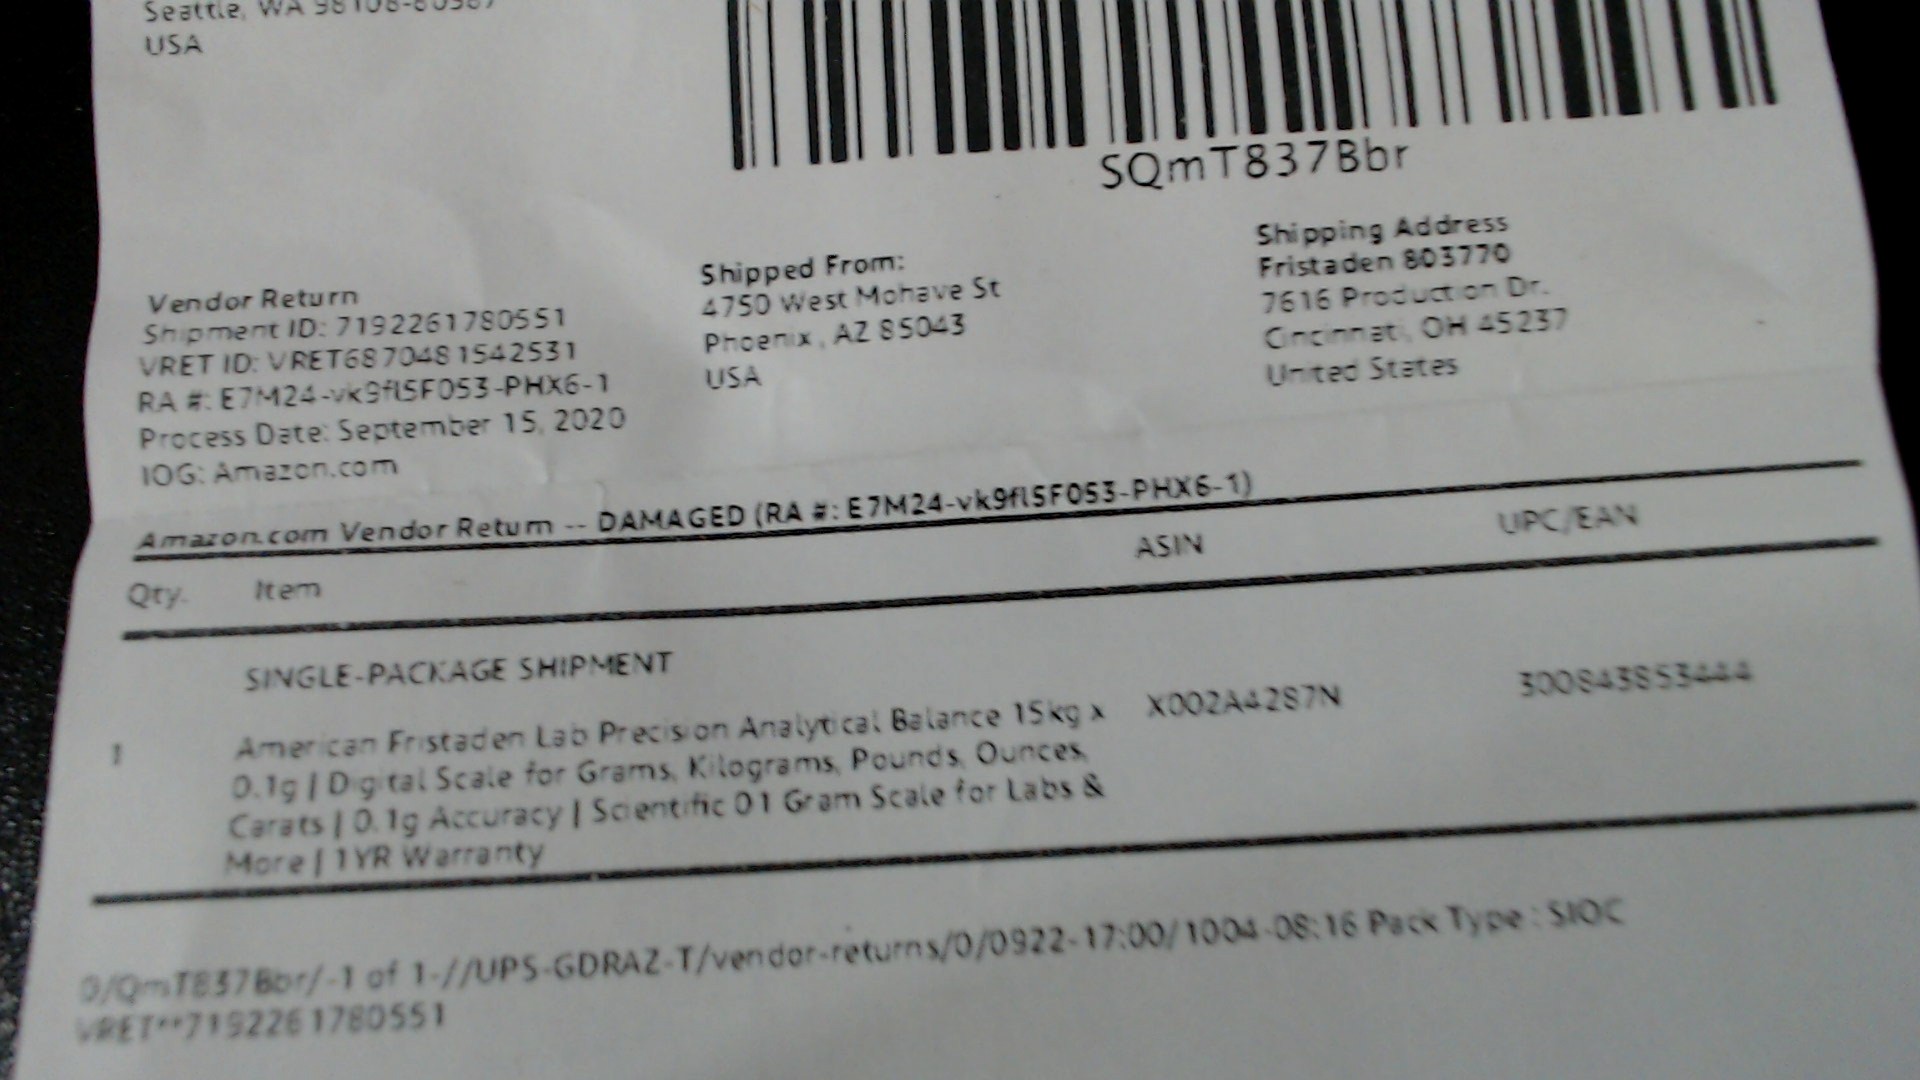 Seattle, WA
USA
SQmT837Bbr
Vendor Return
Shipment ID: 7192261780551
VRET ID: VRET6870481542531
RA #: E7M24-vk9fl5F053-PHX6-1
Process Date: September 15, 2020
IOG: Amazon.com
Shipped From:
4750 West Mohave St
Phoenix, AZ 85043
USA
Shipping Address
Fristaden 803770
7616 Production Dr.
Cincinnati, OH 45237
United States
Amazon.com Vendor Return -- DAMAGED (RA #: E7M24-vk9fl5F053-PHX6-1)
Qty. Item ASIN UPC/EAN
SINGLE-PACKAGE SHIPMENT
1 American Fristaden Lab Precision Analytical Balance 15kg x X002A4287N 300843853444
0.1g | Digital Scale for Grams, Kilograms, Pounds, Ounces,
Carats | 0.1g Accuracy | Scientific 01 Gram Scale for Labs &
More | 1YR Warranty
0/QmT837Bbr/-1 of 1-//UPS-GDRAZ-T/vendor-returns/0/0922-17:00/1004-08:16 Pack Type : SIOC
VRET**7192261780551